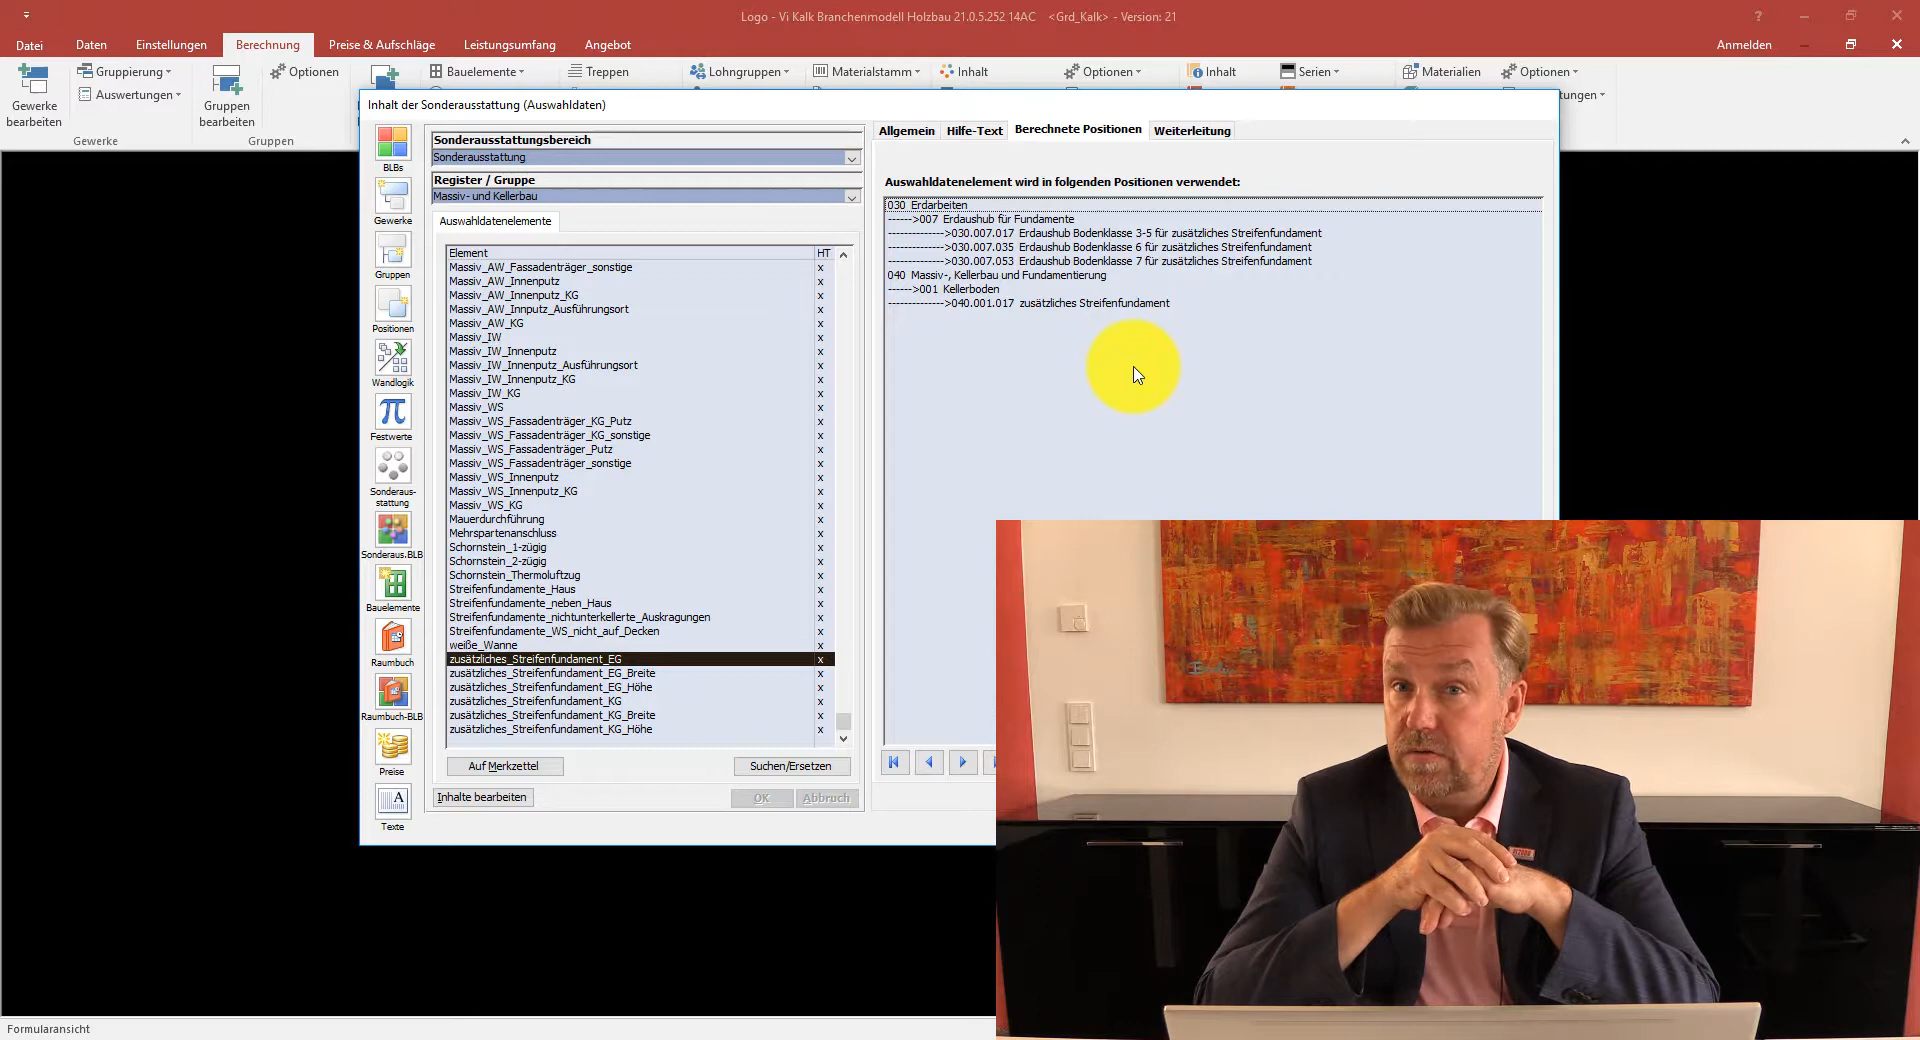 Logo - Vi Kalk Branchenmodell Holzbau 21.0.5.252 14AC <Grd_Kalk> - Version: 21
Datei
Daten
Einstellungen
Berechnung
Preise & Aufschläge
Leistungsumfang
Angebot
Anmelden
Gewerke bearbeiten
Gruppierung
Auswertungen
Gewerke
Gruppen bearbeiten
Optionen
Gruppen
Bauelemente
Treppen
Lohngruppen
Materialstamm
Inhalt
Optionen
Inhalt
Serien
Materialien
Optionen
tungen
Inhalt der Sonderausstattung (Auswahldaten)
BLBs
Gewerke
Gruppen
Positionen
Wandlogik
Festwerte
Sonderaus-
stattung
Sonderaus.BLB
Bauelemente
Raumbuch
Raumbuch-BLB
Preise
Texte
Sonderausstattungsbereich
Sonderausstattung
Register / Gruppe
Massiv- und Kellerbau
Auswahldatenelemente
Element HT
Massiv_AW_Fassadenträger_sonstige x
Massiv_AW_Innenputz x
Massiv_AW_Innenputz_KG x
Massiv_AW_Innputz_Ausführungsort x
Massiv_AW_KG x
Massiv_IW x
Massiv_IW_Innenputz x
Massiv_IW_Innenputz_Ausführungsort x
Massiv_IW_Innenputz_KG x
Massiv_IW_KG x
Massiv_WS x
Massiv_WS_Fassadenträger_KG_Putz x
Massiv_WS_Fassadenträger_KG_sonstige x
Massiv_WS_Fassadenträger_Putz x
Massiv_WS_Fassadenträger_sonstige x
Massiv_WS_Innenputz x
Massiv_WS_Innenputz_KG x
Massiv_WS_KG x
Mauerdurchführung x
Mehrspartenanschluss x
Schornstein_1-zügig x
Schornstein_2-zügig x
Schornstein_Thermoluftzug x
Streifenfundamente_Haus x
Streifenfundamente_neben_Haus x
Streifenfundamente_nichtunterkellerte_Auskragungen x
Streifenfundamente_WS_nicht_auf_Decken x
weiße_Wanne x
zusätzliches_Streifenfundament_EG x
zusätzliches_Streifenfundament_EG_Breite x
zusätzliches_Streifenfundament_EG_Höhe x
zusätzliches_Streifenfundament_KG x
zusätzliches_Streifenfundament_KG_Breite x
zusätzliches_Streifenfundament_KG_Höhe x
Auf Merkzettel
Suchen/Ersetzen
Inhalte bearbeiten
OK
Abbruch
Allgemein
Hilfe-Text
Berechnete Positionen
Weiterleitung
Auswahldatenelement wird in folgenden Positionen verwendet:
030 Erdarbeiten
------>007 Erdaushub für Fundamente
-------------->030.007.017 Erdaushub Bodenklasse 3-5 für zusätzliches Streifenfundament
-------------->030.007.035 Erdaushub Bodenklasse 6 für zusätzliches Streifenfundament
-------------->030.007.053 Erdaushub Bodenklasse 7 für zusätzliches Streifenfundament
040 Massiv-, Kellerbau und Fundamentierung
------>001 Kellerboden
-------------->040.001.017 zusätzliches Streifenfundament
Formularansicht